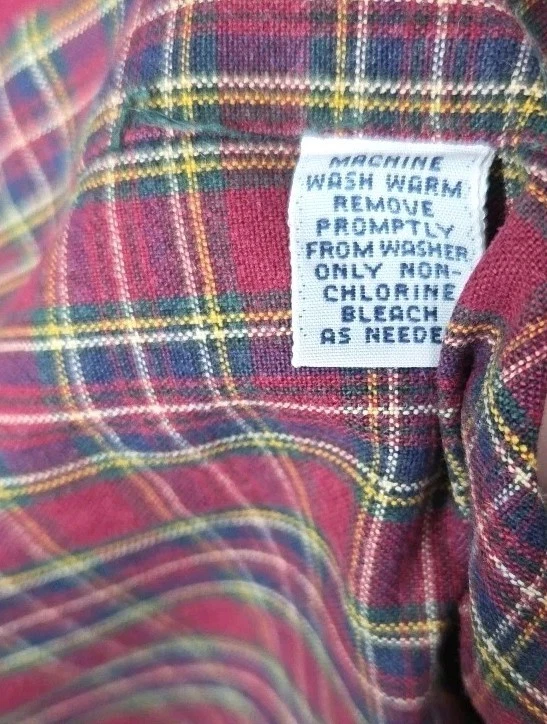 MACHINE
WASH WARM
REMOVE
PROMPTLY
FROM WASHER
ONLY NON-
CHLORINE
BLEACH
AS NEEDE